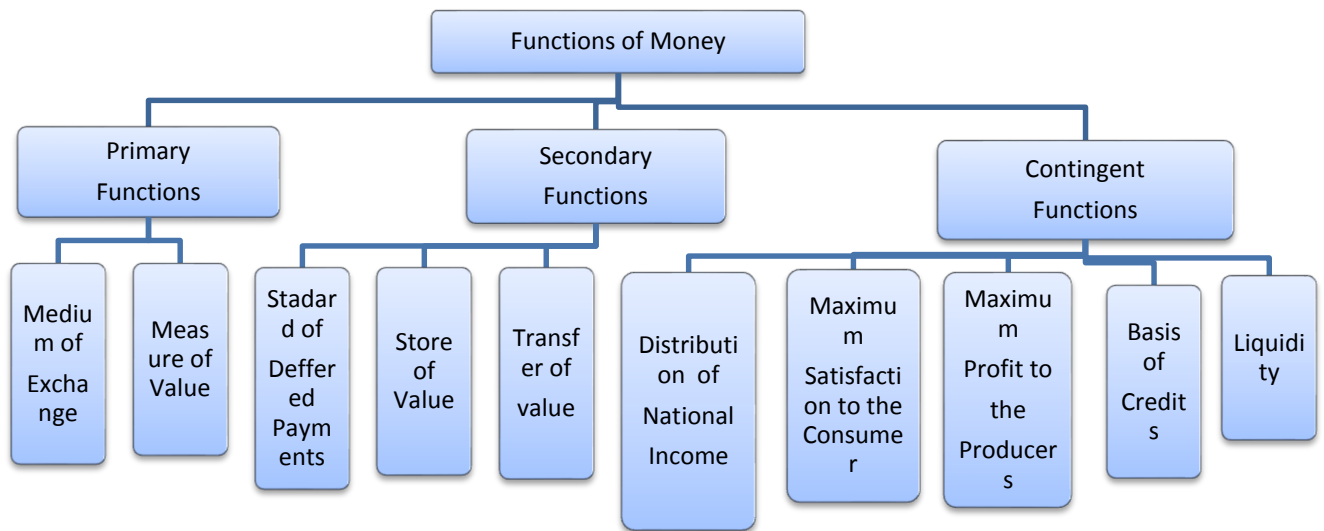 Functions of Money
Primary
Functions
Secondary
Functions
Contingent
Functions
Mediu
m of
Excha
nge
Meas
ure of
Value
Stadar
d of
Deffer
ed
Paym
ents
Store
of
Value
Transf
er of
value
Distributi
on of
National
Income
Maximu
m
Satisfacti
on to the
Consume
r
Maximu
m
Profit to
the
Producer
s
Basis
of
Credit
s
Liquidi
ty